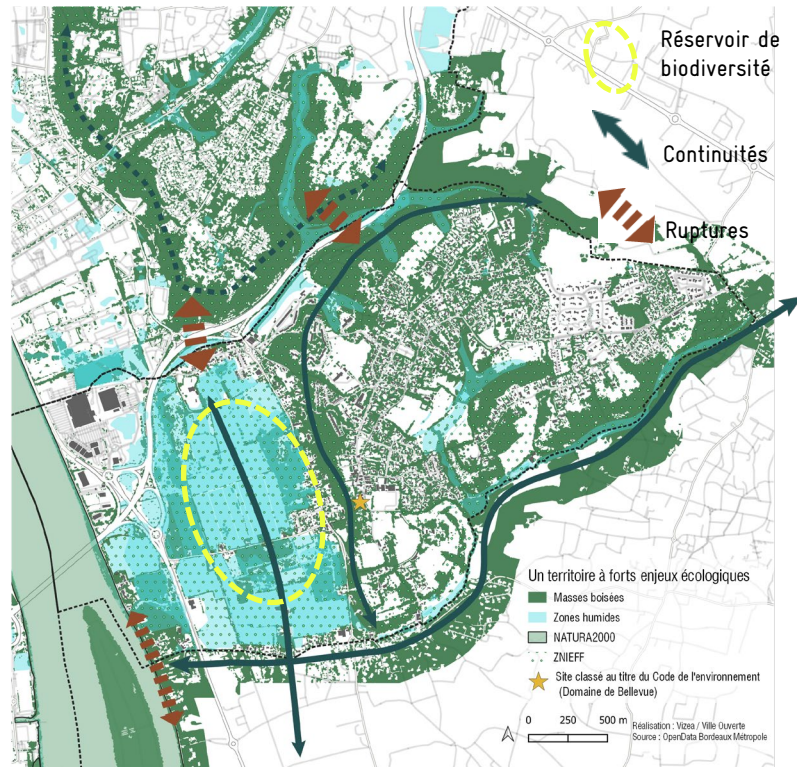 Réservoir de
biodiversité
Continuités
Ruptures
Un territoire à forts enjeux écologiques
Masses boisées
Zones humides
NATURA2000
ZNIEFF
Site classé au titre du Code de l'environnement
(Domaine de Bellevue)
0 250 500 m
Réalisation : Vizea / Ville Ouverte
Source : OpenData Bordeaux Métropole